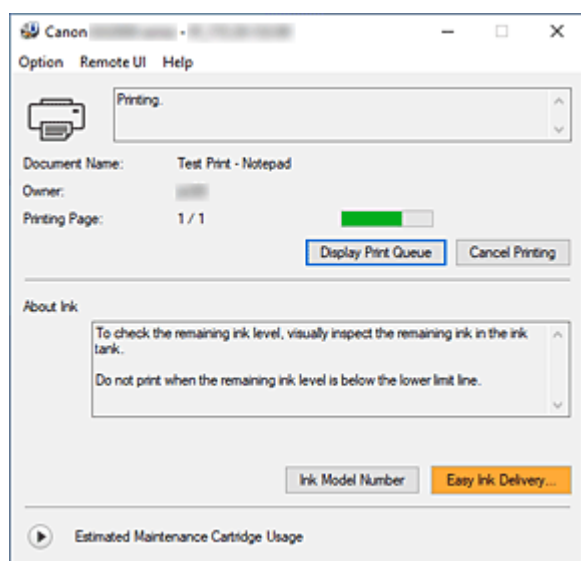 Canon
Option Remote UI Help
Printing.
Document Name: Test Print - Notepad
Owner:
Printing Page: 1 / 1
Display Print Queue Cancel Printing
About Ink
To check the remaining ink level, visually inspect the remaining ink in the ink
tank.
Do not print when the remaining ink level is below the lower limit line.
Ink Model Number Easy Ink Delivery...
Estimated Maintenance Cartridge Usage